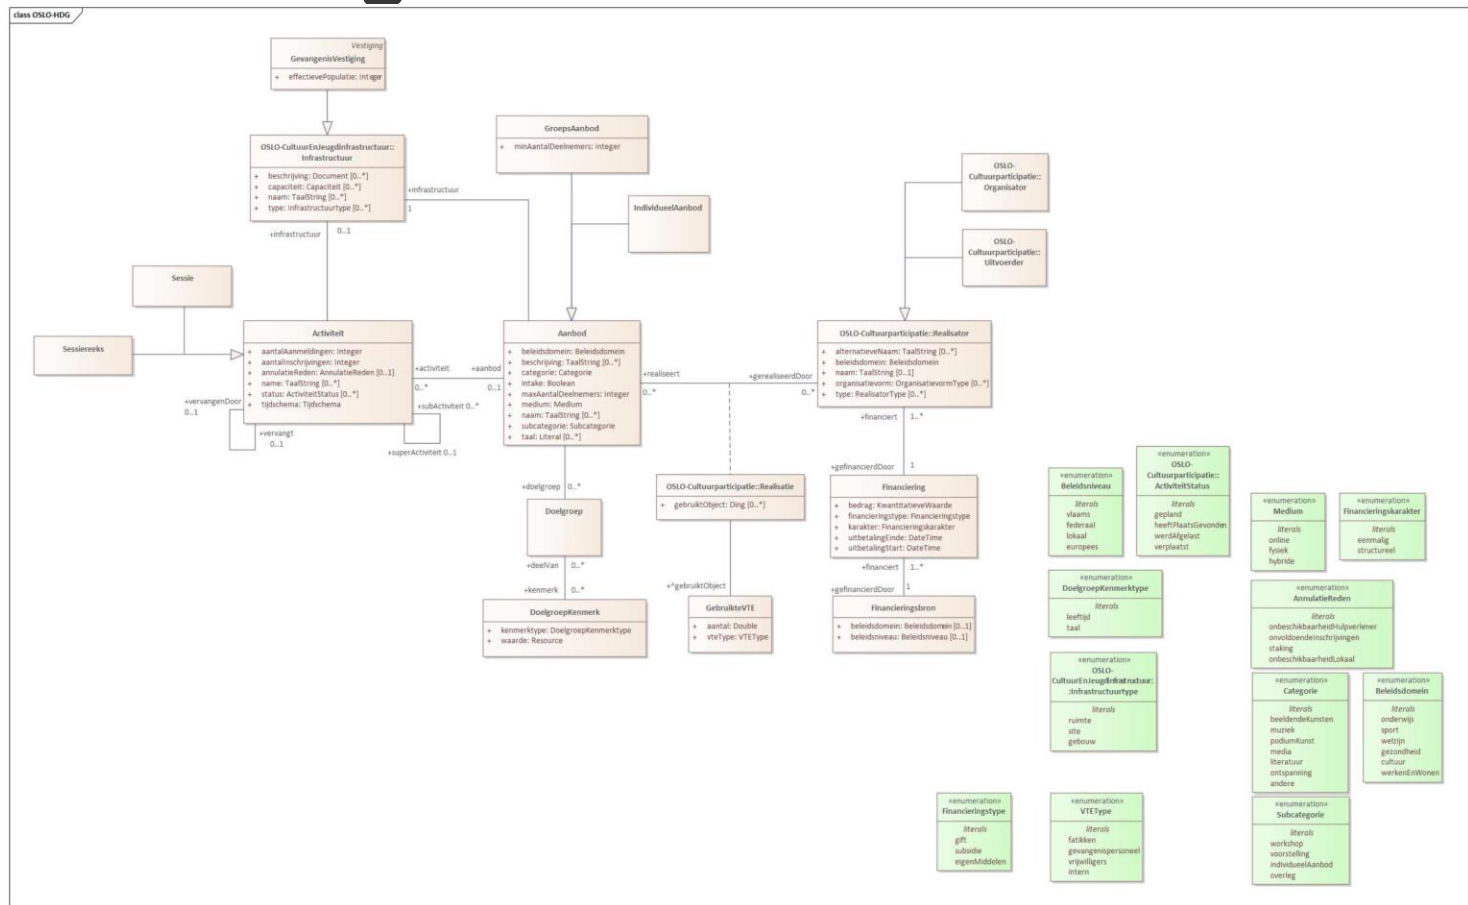 class OSLO-HDG
Vestiging
GevangenisVestiging
+ effectievePopulatie: Integer
OSLO-CultuurEnJeugdinfrastructuur::
Infrastructuur
+ beschrijving: Document [0..*]
+ capaciteit: Capaciteit [0..*]
+ naam: TaalString [0..*]
+ type: Infrastructuurtype [0..*]
+infrastructuur
1
+infrastructuur
0..1
GroepsAanbod
+ minAantalDeelnemers: Integer
IndividueelAanbod
OSLO-
Cultuurparticipatie::
Organisator
OSLO-
Cultuurparticipatie::
Uitvoerder
Sessie
Sessiereeks
Activiteit
+ aantalAanmeldingen: Integer
+ aantalInschrijvingen: Integer
+ annulatieReden: AnnulatieReden [0..1]
+ name: TaalString [0..*]
+ status: ActiviteitStatus [0..*]
+ tijdschema: Tijdschema
+vervangenDoor
0..1
+vervangt
0..1
+activiteit
0..*
+aanbod
0..1
+subActiviteit 0..*
+superActiviteit 0..1
Aanbod
+ beleidsdomein: Beleidsdomein
+ beschrijving: TaalString [0..*]
+ categorie: Categorie
+ intake: Boolean
+ maxAantalDeelnemers: Integer
+ medium: Medium
+ naam: TaalString [0..*]
+ subcategorie: Subcategorie
+ taal: Literal [0..*]
+realiseert
0..*
+gerealiseerdDoor
0..*
OSLO-Cultuurparticipatie::Realisator
+ alternatieveNaam: TaalString [0..*]
+ beleidsdomein: Beleidsdomein
+ naam: TaalString [0..1]
+ organisatievorm: OrganisatievormType [0..*]
+ type: RealisatorType [0..*]
+financiert
1..*
+gefinancierdDoor
1
+doelgroep
0..*
Doelgroep
+deelVan
0..*
+kenmerk
0..*
DoelgroepKenmerk
+ kenmerktype: DoelgroepKenmerktype
+ waarde: Resource
OSLO-Cultuurparticipatie::Realisatie
+ gebruiktObject: Ding [0..*]
+^gebruiktObject
GebruikteVTE
+ aantal: Double
+ vteType: VTEType
Financiering
+ bedrag: KwantitatieveWaarde
+ financieringstype: Financieringstype
+ karakter: Financieringskarakter
+ uitbetalingEinde: DateTime
+ uitbetalingStart: DateTime
+financiert
1..*
+gefinancierdDoor
1
Financieringsbron
+ beleidsdomein: Beleidsdomein [0..1]
+ beleidsniveau: Beleidsniveau [0..1]
«enumeration»
Beleidsniveau
literals
vlaams
federaal
lokaal
europees
«enumeration»
OSLO-
Cultuurparticipatie::
ActiviteitStatus
literals
gepland
heeftPlaatsGevonden
werdAfgelast
verplaatst
«enumeration»
Medium
literals
online
fysiek
hybride
«enumeration»
Financieringskarakter
literals
eenmalig
structureel
«enumeration»
DoelgroepKenmerktype
literals
leeftijd
taal
«enumeration»
AnnulatieReden
literals
onbeschikbaarheidHulpverlener
onvoldoendeInschrijvingen
staking
onbeschikbaarheidLokaal
«enumeration»
OSLO-
CultuurEnJeugdinfrastructuur:
:Infrastructuurtype
literals
ruimte
site
gebouw
«enumeration»
Categorie
literals
beeldendeKunsten
muziek
podiumKunst
media
literatuur
ontspanning
andere
«enumeration»
Beleidsdomein
literals
onderwijs
sport
welzijn
gezondheid
cultuur
werkenEnWonen
«enumeration»
Financieringstype
literals
gift
subsidie
eigenMiddelen
«enumeration»
VTEType
literals
fatikken
gevangenispersoneel
vrijwilligers
intern
«enumeration»
Subcategorie
literals
workshop
voorstelling
individueelAanbod
overleg